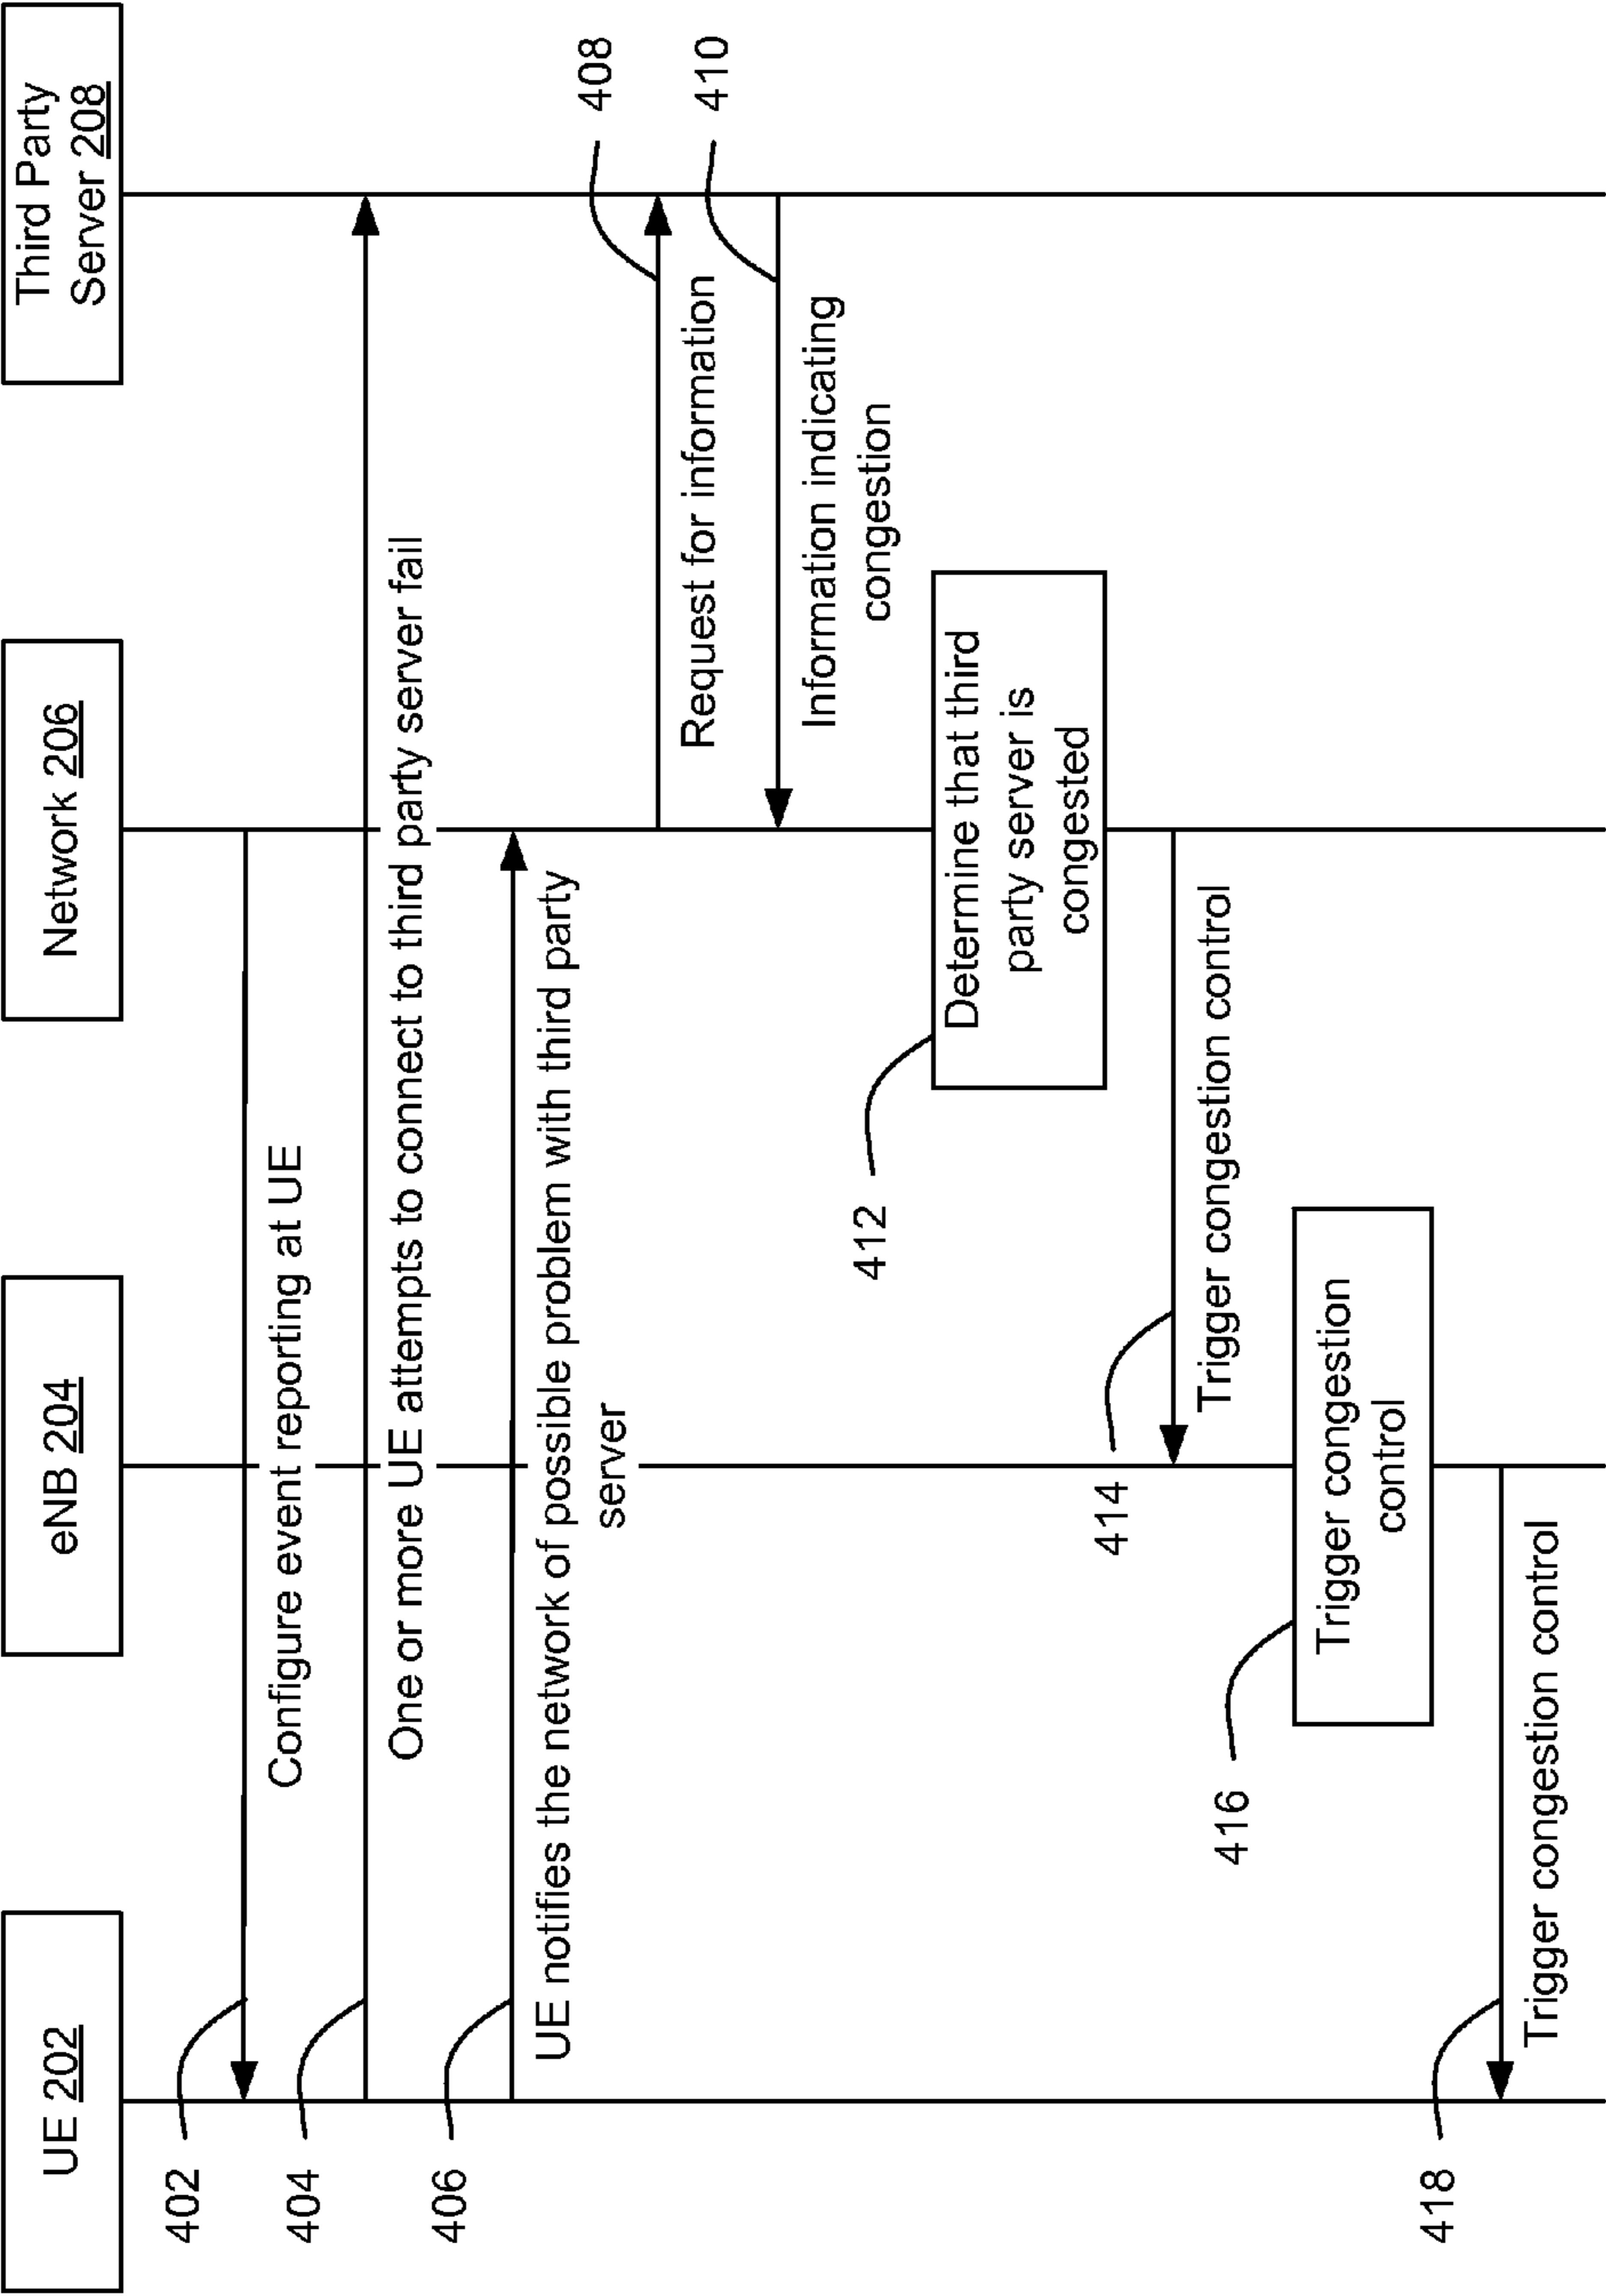 UE 202
eNB 204
Network 206
Third Party
Server 208
402
Configure event reporting at UE
404
One or more UE attempts to connect to third party server fail
406
UE notifies the network of possible problem with third party
server
408
Request for information
410
Information indicating
congestion
412
Determine that third
party server is
congested
414
Trigger congestion control
416
Trigger congestion
control
418
Trigger congestion control